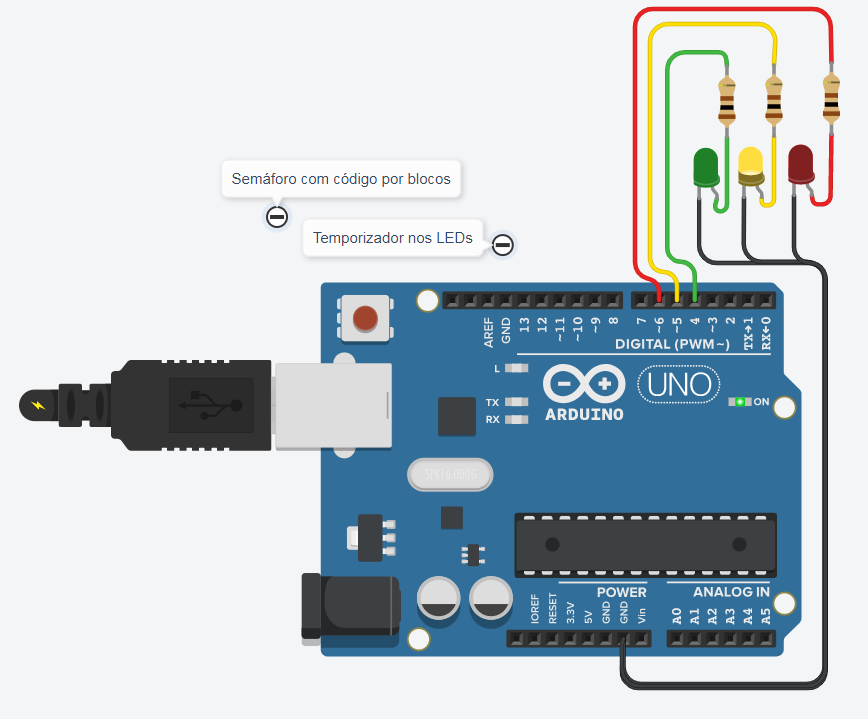 Semáforo com código por blocos
Temporizador nos LEDs
AREF
GND
13
12
~11
~10
~9
8
7
~6
~5
4
~3
2
TX→1
RX←0
DIGITAL (PWM~)
L
TX
RX
ARDUINO
UNO
ON
SPK16.000G
POWER
ANALOG IN
IOREF
RESET
3.3V
5V
GND
GND
Vin
A0
A1
A2
A3
A4
A5